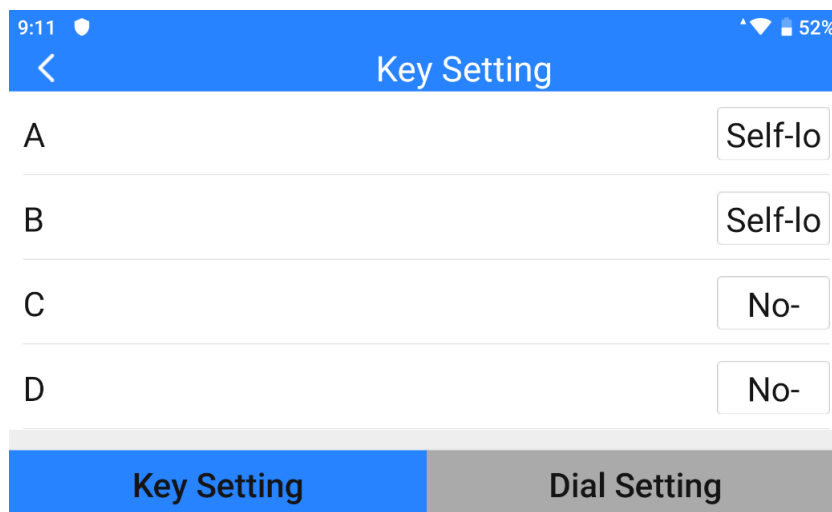 9:11 52%
Key Setting
A Self-lo
B Self-lo
C No-
D No-
Key Setting Dial Setting